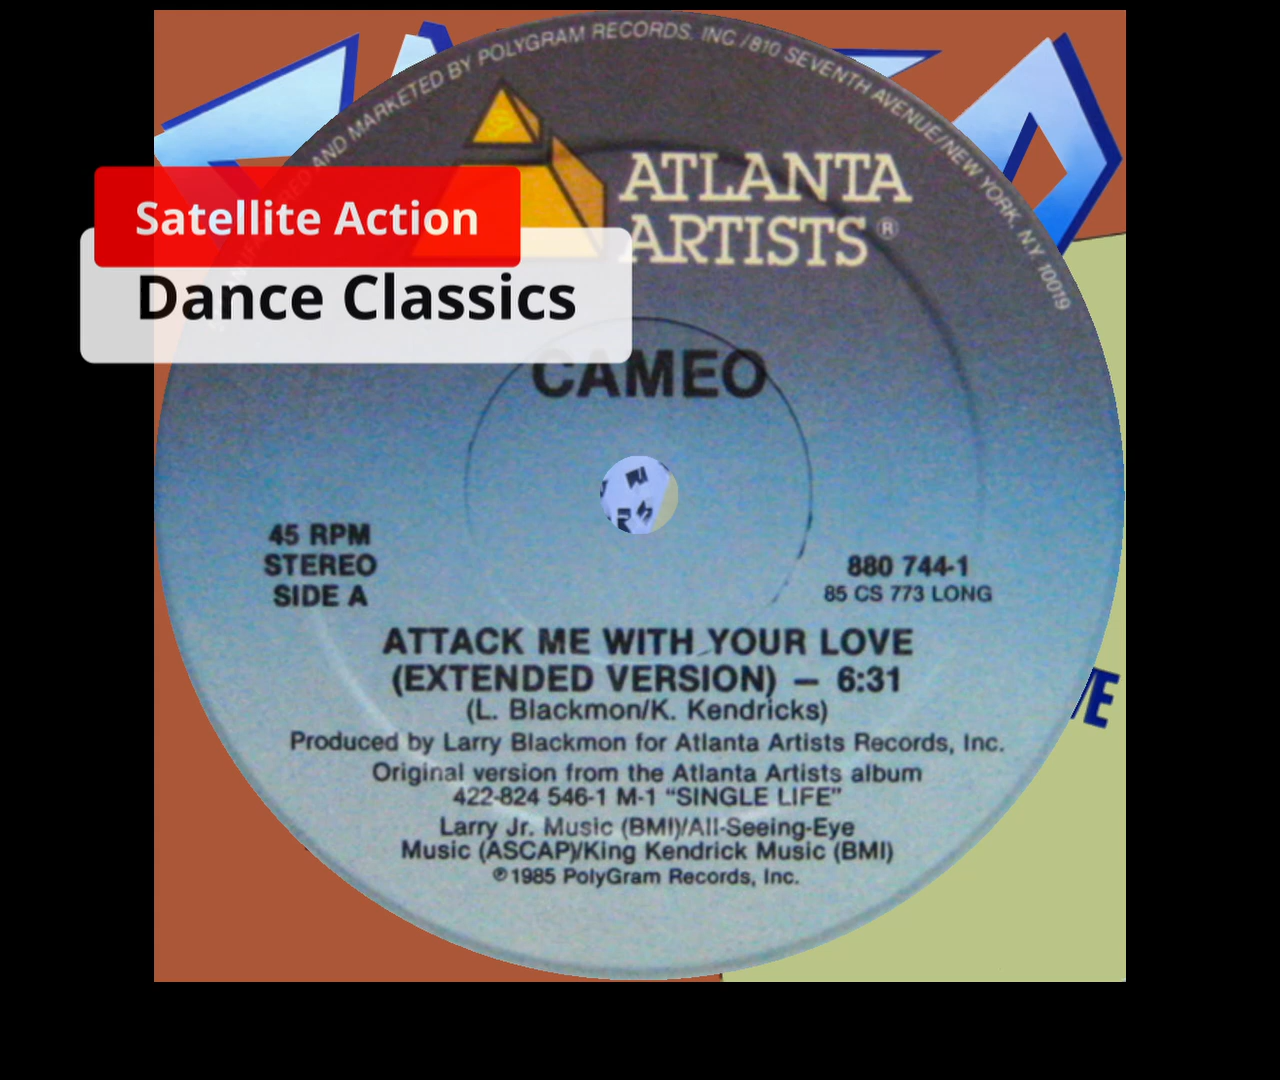 AND MARKETED BY POLYGRAM RECORDS, INC./810 SEVENTH AVENUE/NEW YORK, N.Y. 10019
ATLANTA
ARTISTS®
Satellite Action
Dance Classics
CAMEO
45 RPM
STEREO
SIDE A
880 744-1
85 CS 773 LONG
ATTACK ME WITH YOUR LOVE
(EXTENDED VERSION) — 6:31
(L. Blackmon/K. Kendricks)
Produced by Larry Blackmon for Atlanta Artists Records, Inc.
Original version from the Atlanta Artists album
422-824 546-1 M-1 “SINGLE LIFE”
Larry Jr. Music (BMI)/All-Seeing-Eye
Music (ASCAP)/King Kendrick Music (BMI)
℗1985 PolyGram Records, Inc.